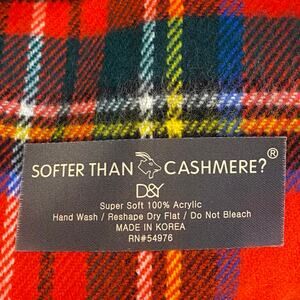 SOFTER THAN CASHMERE?®
D&Y
Super Soft 100% Acrylic
Hand Wash / Reshape Dry Flat / Do Not Bleach
MADE IN KOREA
RN#54976